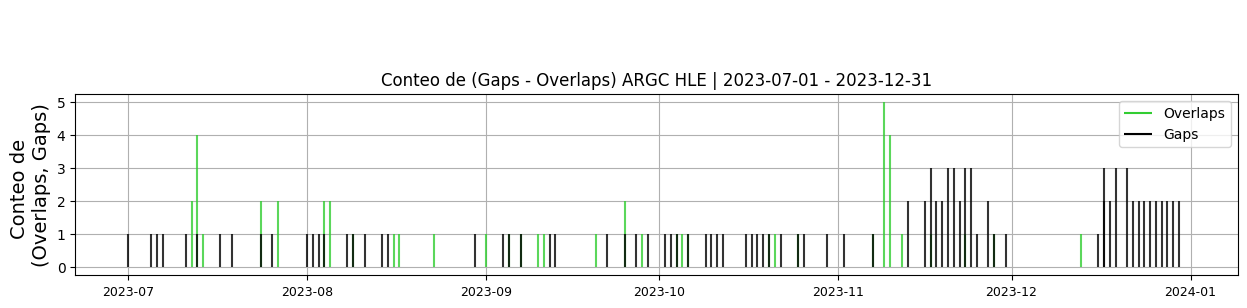 Conteo de (Gaps - Overlaps) ARGC HLE | 2023-07-01 - 2023-12-31
Conteo de
(Overlaps, Gaps)
5
4
3
2
1
0
Overlaps
Gaps
2023-07 2023-08 2023-09 2023-10 2023-11 2023-12 2024-01